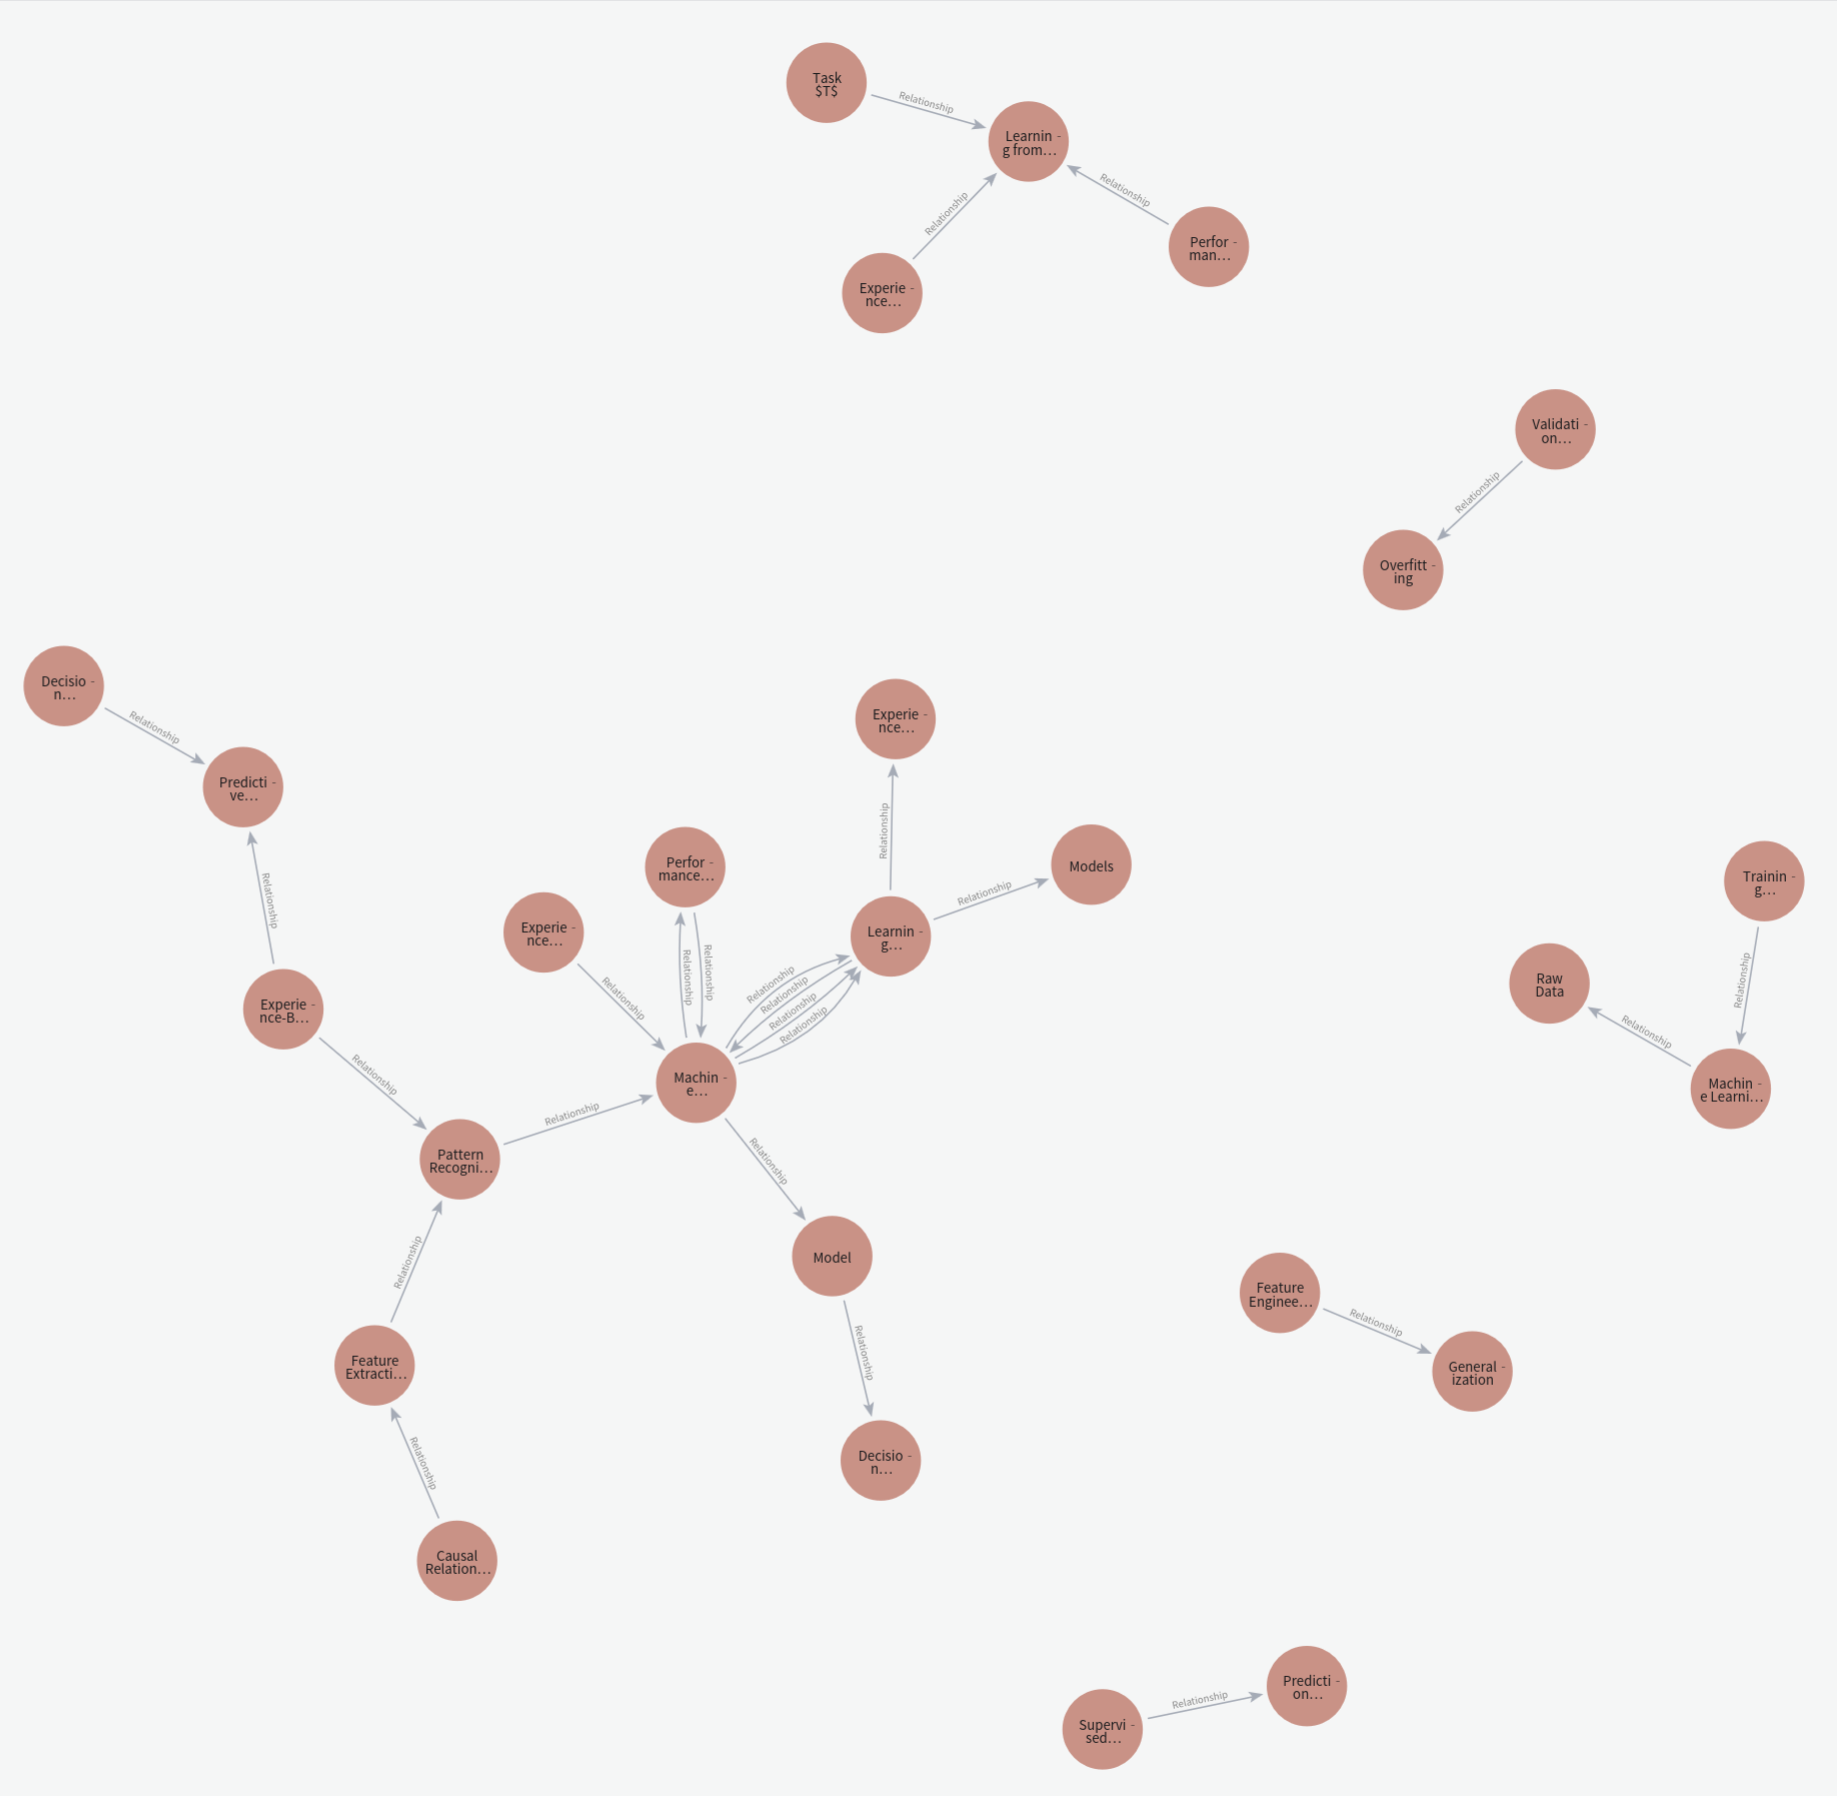 Task
$T$
Relationship
Learnin -
g from...
Relationship
Relationship
Perfor -
man...
Experie -
nce...
Validati -
on...
Relationship
Overfitt -
ing
Decisio -
n...
Relationship
Predicti -
ve...
Relationship
Experie -
nce-B...
Relationship
Experie -
nce...
Relationship
Models
Relationship
Perfor -
mance...
Experie -
nce...
Relationship
Relationship
Relationship
Learnin -
g...
Relationship
Relationship
Relationship
Relationship
Machin -
e...
Relationship
Pattern
Recogni...
Relationship
Relationship
Model
Relationship
Decisio -
n...
Feature
Extracti...
Relationship
Causal
Relation...
Trainin -
g...
Relationship
Raw
Data
Relationship
Machin -
e Learni...
Feature
Enginee...
Relationship
General -
ization
Predicti -
on...
Relationship
Supervi -
sed...